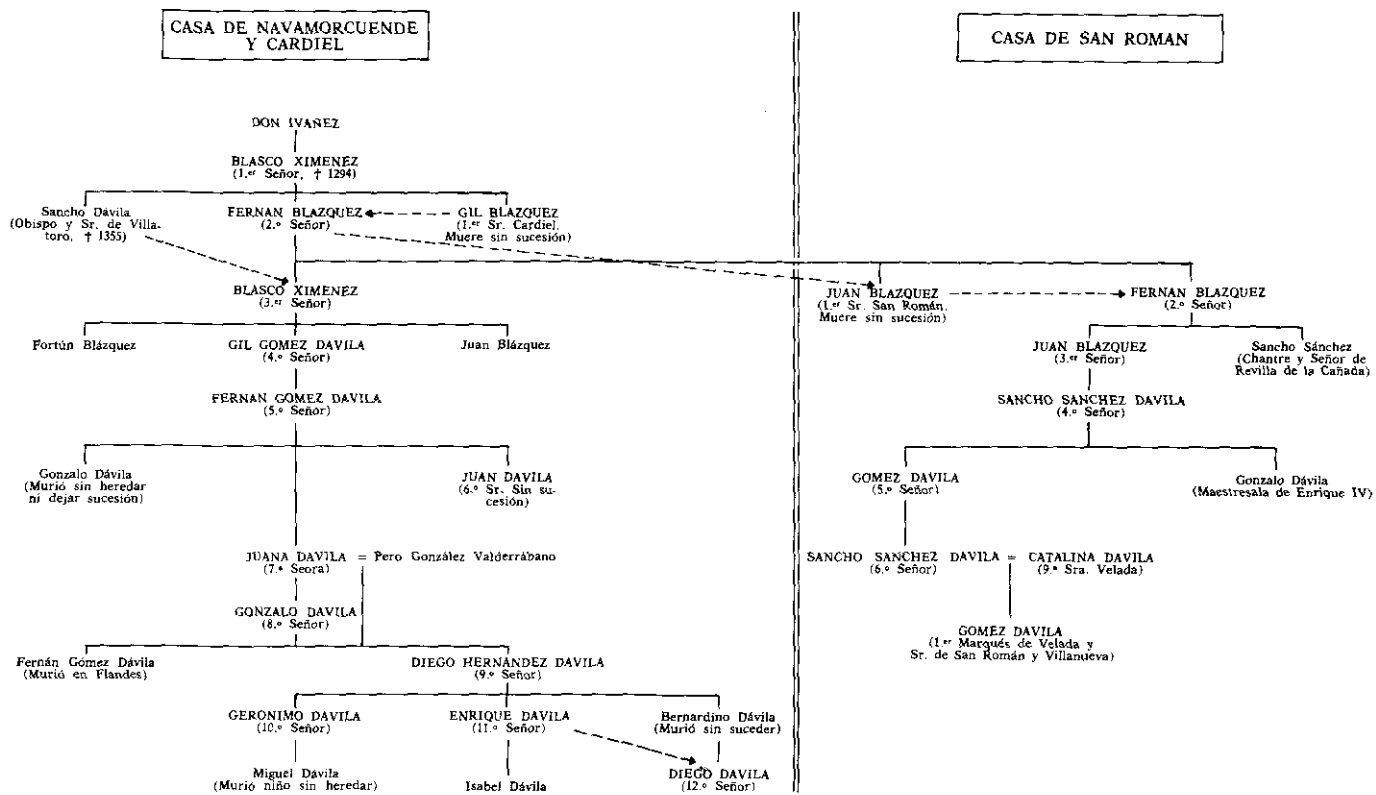 CASA DE NAVAMORCUENDE
Y CARDIEL
DON IVAÑEZ
BLASCO XIMENEZ
(1.er Señor, † 1294)
Sancho Dávila
(Obispo y Sr. de Villa-
toro, † 1355)
FERNAN BLAZQUEZ
(2.º Señor)
GIL BLAZQUEZ
(1.er Sr. Cardiel.
Muere sin sucesión)
BLASCO XIMENEZ
(3.er Señor)
Fortún Blázquez
GIL GOMEZ DAVILA
(4.º Señor)
Juan Blázquez
FERNAN GOMEZ DAVILA
(5.º Señor)
Gonzalo Dávila
(Murió sin heredar
ni dejar sucesión)
JUAN DAVILA
(6.º Sr. Sin su-
cesión)
JUANA DAVILA = Pero González Valderrábano
(7.ª Seora)
GONZALO DAVILA
(8.º Señor)
Fernán Gómez Dávila
(Murió en Flandes)
DIEGO HERNANDEZ DAVILA
(9.º Señor)
GERONIMO DAVILA
(10.º Señor)
ENRIQUE DAVILA
(11.º Señor)
Bernardino Dávila
(Murió sin suceder)
Miguel Dávila
(Murió niño sin heredar)
Isabel Dávila
DIEGO DAVILA
(12.º Señor)
CASA DE SAN ROMAN
JUAN BLAZQUEZ
(1.er Sr. San Román.
Muere sin sucesión)
FERNAN BLAZQUEZ
(2.º Señor)
JUAN BLAZQUEZ
(3.er Señor)
Sancho Sánchez
(Chantre y Señor de
Revilla de la Cañada)
SANCHO SANCHEZ DAVILA
(4.º Señor)
GOMEZ DAVILA
(5.º Señor)
Gonzalo Dávila
(Maestresala de Enrique IV)
SANCHO SANCHEZ DAVILA = CATALINA DAVILA
(6.º Señor) (9.ª Sra. Velada)
GOMEZ DAVILA
(1.er Marqués de Velada y
Sr. de San Román y Villanueva)